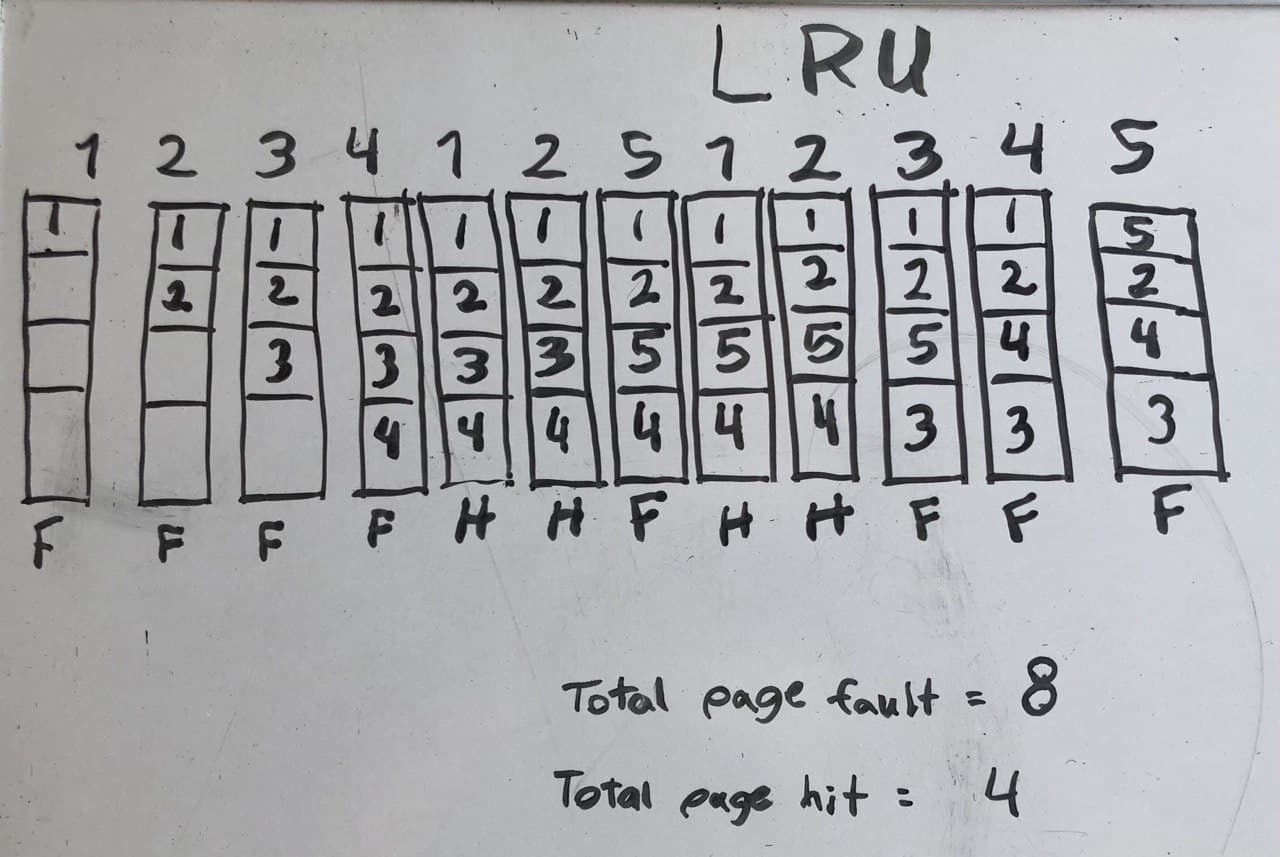 LRU
1 2 3 4 1 2 5 1 2 3 4 5
1 1 1 1 1 1 1 1 1 1 1 5
2 2 2 2 2 2 2 2 2 2 2
3 3 3 3 5 5 5 5 4 4
4 4 4 4 4 4 3 3 3
F F F F H H F H H F F F
Total page fault = 8
Total page hit = 4